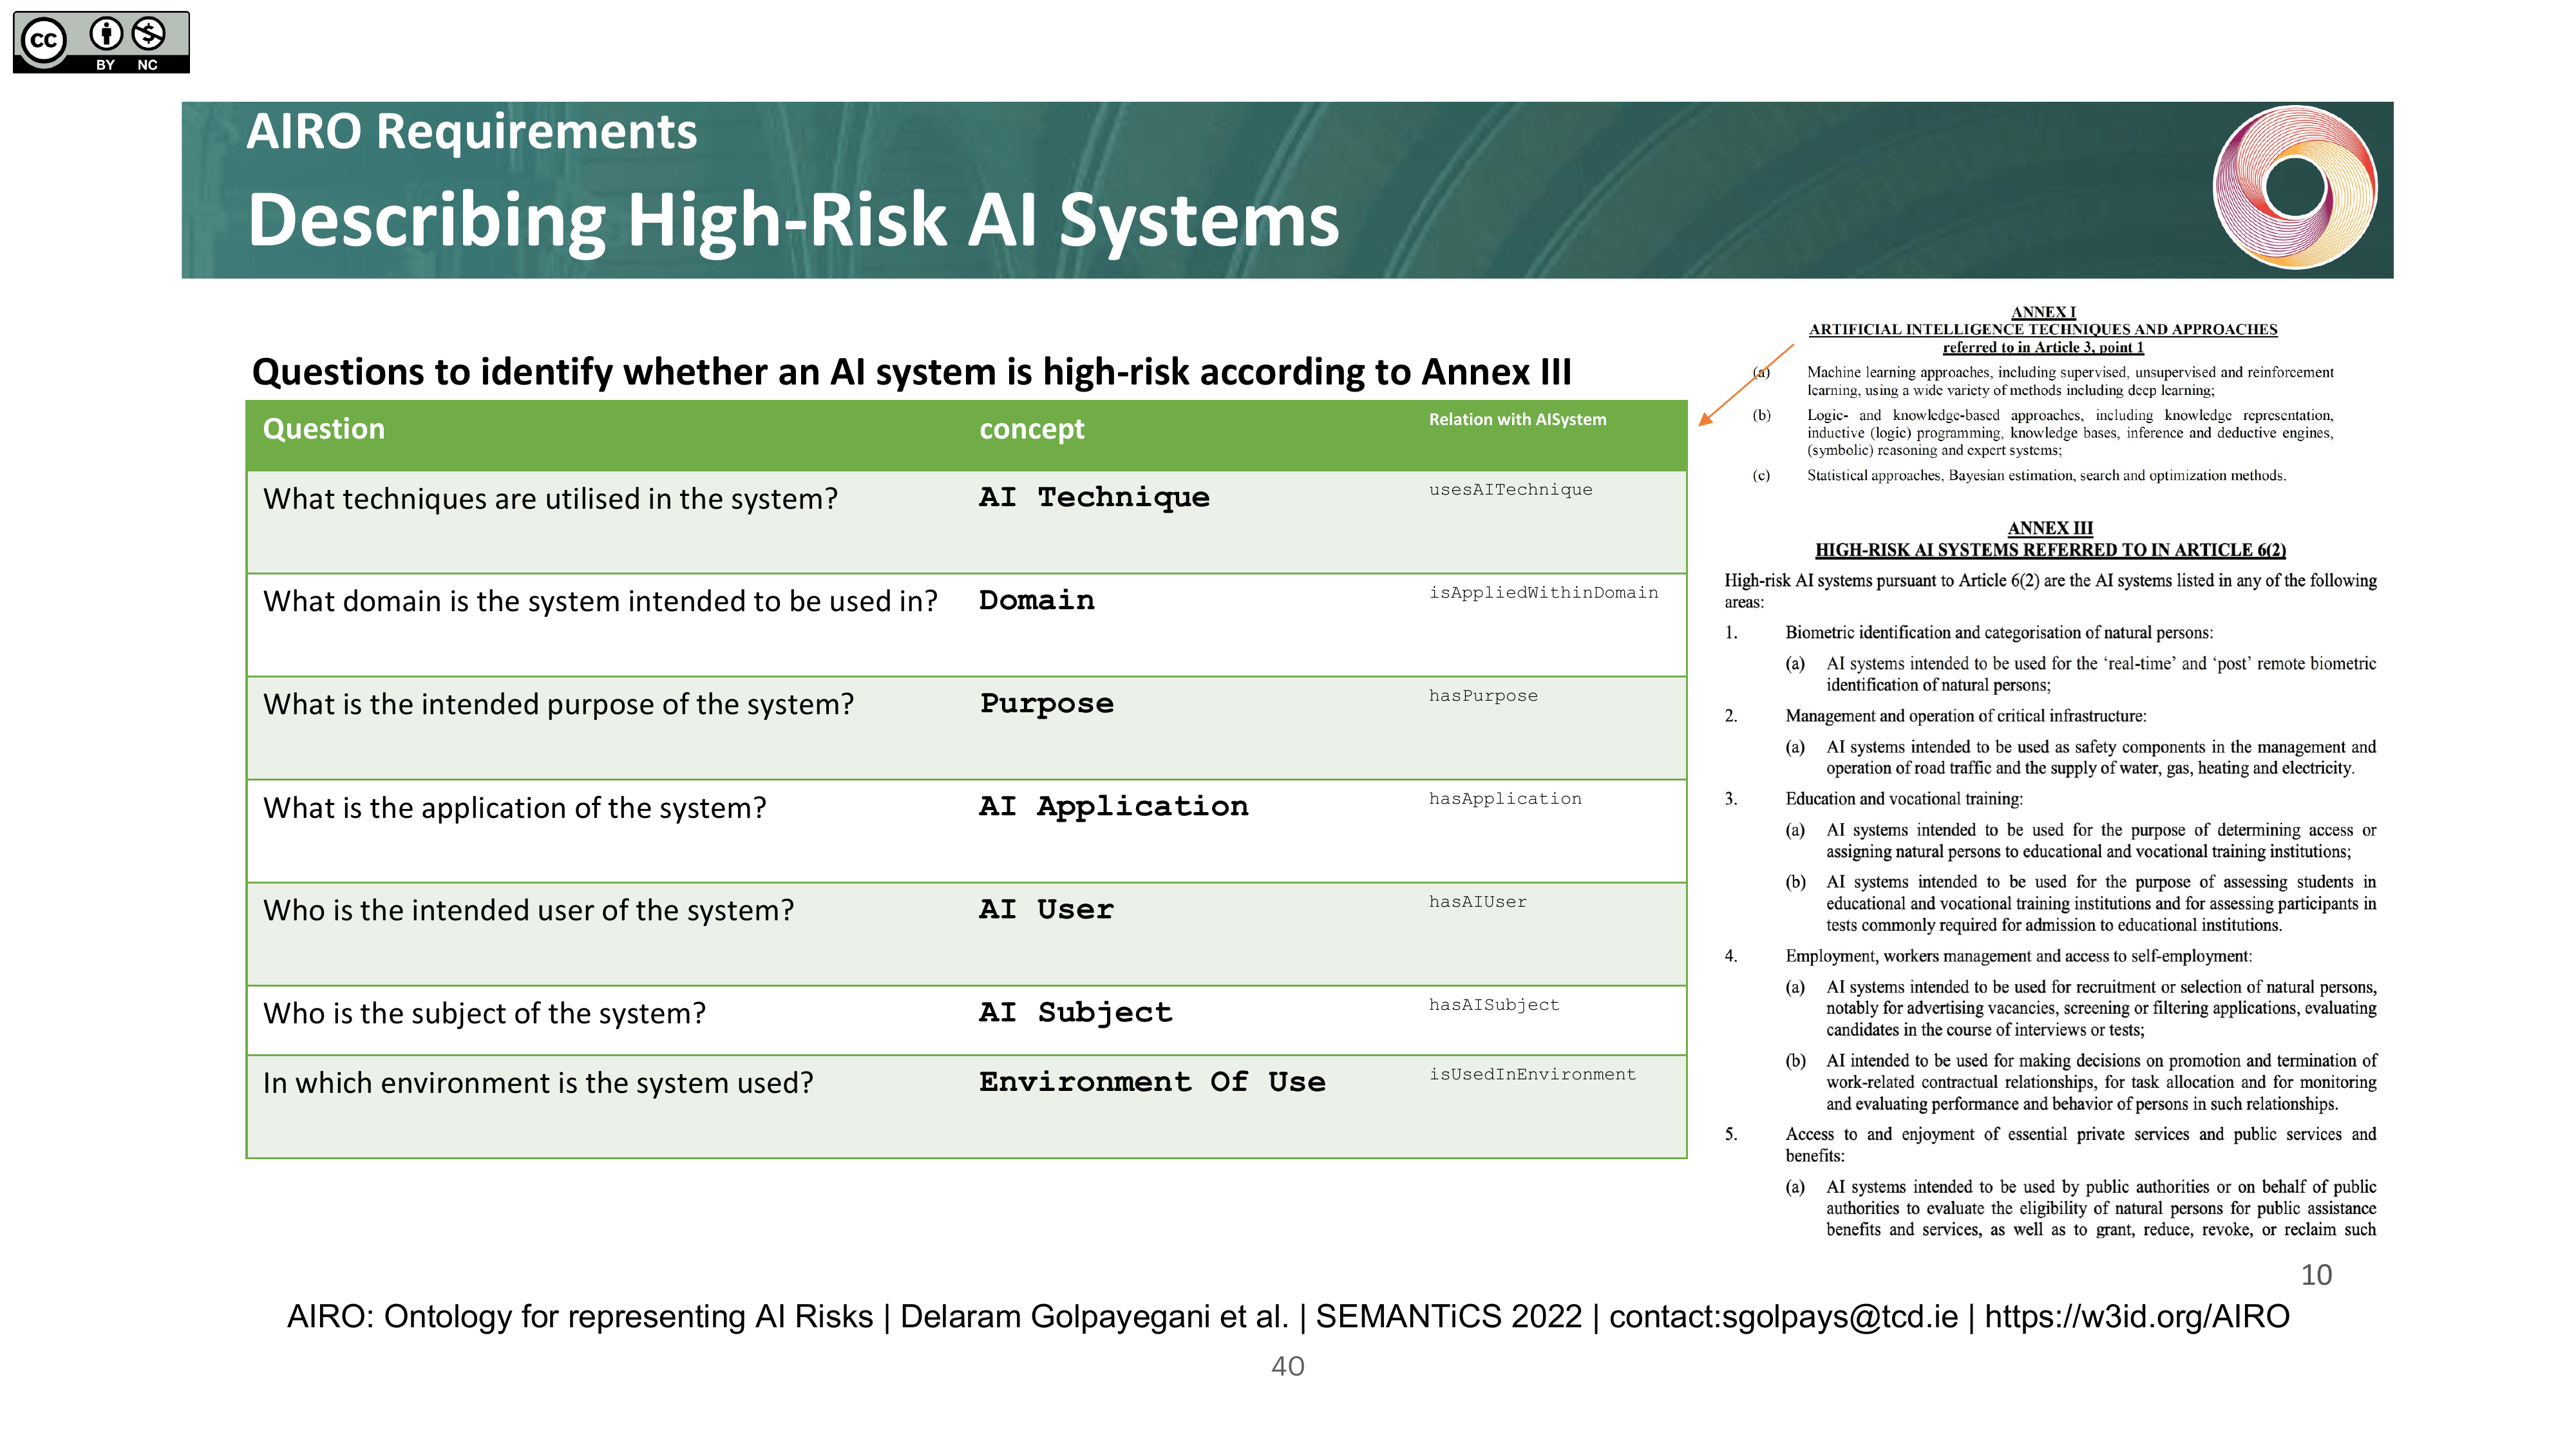 cc
BY NC
AIRO Requirements
Describing High-Risk AI Systems
Questions to identify whether an AI system is high-risk according to Annex III
Question concept Relation with AISystem
What techniques are utilised in the system? AI Technique usesAITechnique
What domain is the system intended to be used in? Domain isAppliedWithinDomain
What is the intended purpose of the system? Purpose hasPurpose
What is the application of the system? AI Application hasApplication
Who is the intended user of the system? AI User hasAIUser
Who is the subject of the system? AI Subject hasAISubject
In which environment is the system used? Environment Of Use isUsedInEnvironment
ANNEX I
ARTIFICIAL INTELLIGENCE TECHNIQUES AND APPROACHES
referred to in Article 3, point 1
(a) Machine learning approaches, including supervised, unsupervised and reinforcement
learning, using a wide variety of methods including deep learning;
(b) Logic- and knowledge-based approaches, including knowledge representation,
inductive (logic) programming, knowledge bases, inference and deductive engines,
(symbolic) reasoning and expert systems;
(c) Statistical approaches, Bayesian estimation, search and optimization methods.
ANNEX III
HIGH-RISK AI SYSTEMS REFERRED TO IN ARTICLE 6(2)
High-risk AI systems pursuant to Article 6(2) are the AI systems listed in any of the following
areas:
1. Biometric identification and categorisation of natural persons:
(a) AI systems intended to be used for the ‘real-time’ and ‘post’ remote biometric
identification of natural persons;
2. Management and operation of critical infrastructure:
(a) AI systems intended to be used as safety components in the management and
operation of road traffic and the supply of water, gas, heating and electricity.
3. Education and vocational training:
(a) AI systems intended to be used for the purpose of determining access or
assigning natural persons to educational and vocational training institutions;
(b) AI systems intended to be used for the purpose of assessing students in
educational and vocational training institutions and for assessing participants in
tests commonly required for admission to educational institutions.
4. Employment, workers management and access to self-employment:
(a) AI systems intended to be used for recruitment or selection of natural persons,
notably for advertising vacancies, screening or filtering applications, evaluating
candidates in the course of interviews or tests;
(b) AI intended to be used for making decisions on promotion and termination of
work-related contractual relationships, for task allocation and for monitoring
and evaluating performance and behavior of persons in such relationships.
5. Access to and enjoyment of essential private services and public services and
benefits:
(a) AI systems intended to be used by public authorities or on behalf of public
authorities to evaluate the eligibility of natural persons for public assistance
benefits and services, as well as to grant, reduce, revoke, or reclaim such
10
AIRO: Ontology for representing AI Risks | Delaram Golpayegani et al. | SEMANTiCS 2022 | contact:sgolpays@tcd.ie | https://w3id.org/AIRO
40